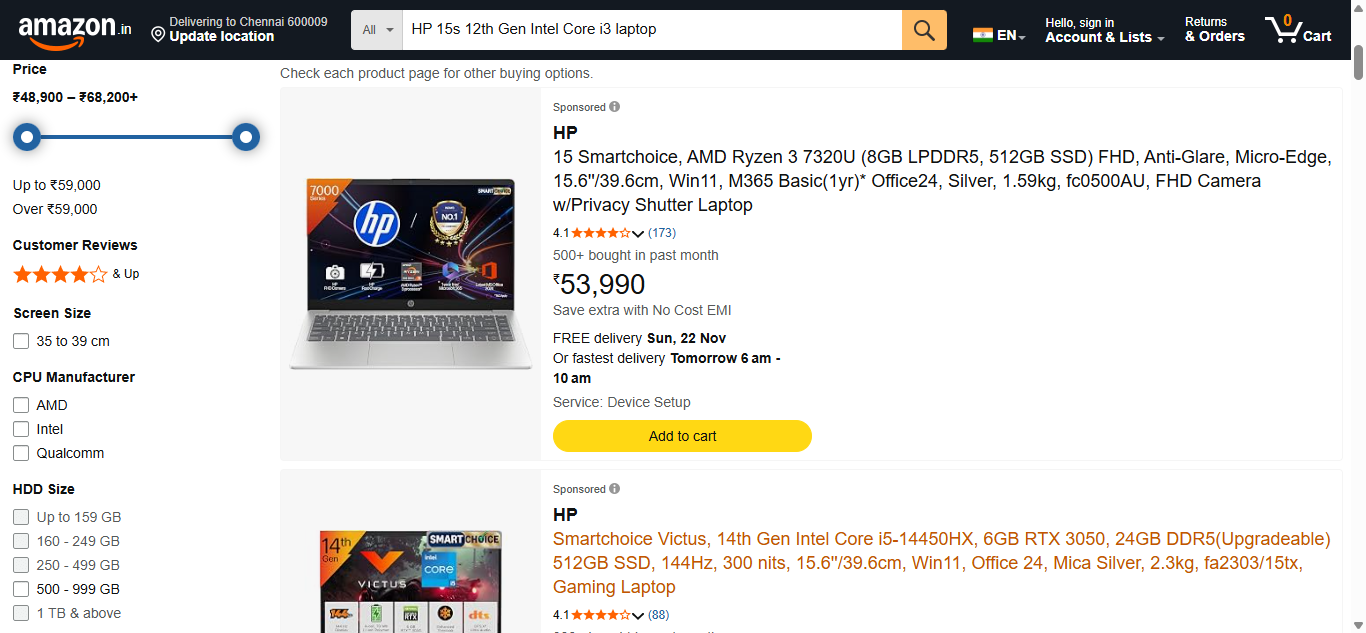 amazon.in
Delivering to Chennai 600009
Update location
All
HP 15s 12th Gen Intel Core i3 laptop
EN
Hello, sign in
Account & Lists
Returns
& Orders
0
Cart
Price
₹48,900 – ₹68,200+
Up to ₹59,000
Over ₹59,000
Customer Reviews
& Up
Screen Size
35 to 39 cm
CPU Manufacturer
AMD
Intel
Qualcomm
HDD Size
Up to 159 GB
160 - 249 GB
250 - 499 GB
500 - 999 GB
1 TB & above
Check each product page for other buying options.
7000
Series
SMARTCHOICE
hp
NO.1
Sponsored
HP
15 Smartchoice, AMD Ryzen 3 7320U (8GB LPDDR5, 512GB SSD) FHD, Anti-Glare, Micro-Edge,
15.6"/39.6cm, Win11, M365 Basic(1yr)* Office24, Silver, 1.59kg, fc0500AU, FHD Camera
w/Privacy Shutter Laptop
4.1 (173)
500+ bought in past month
₹53,990
Save extra with No Cost EMI
FREE delivery Sun, 22 Nov
Or fastest delivery Tomorrow 6 am -
10 am
Service: Device Setup
Add to cart
14th
Gen
SMARTCHOICE
VICTUS
intel
CORE
i5
RTX
dts
Sponsored
HP
Smartchoice Victus, 14th Gen Intel Core i5-14450HX, 6GB RTX 3050, 24GB DDR5(Upgradeable)
512GB SSD, 144Hz, 300 nits, 15.6"/39.6cm, Win11, Office 24, Mica Silver, 2.3kg, fa2303/15tx,
Gaming Laptop
4.1 (88)